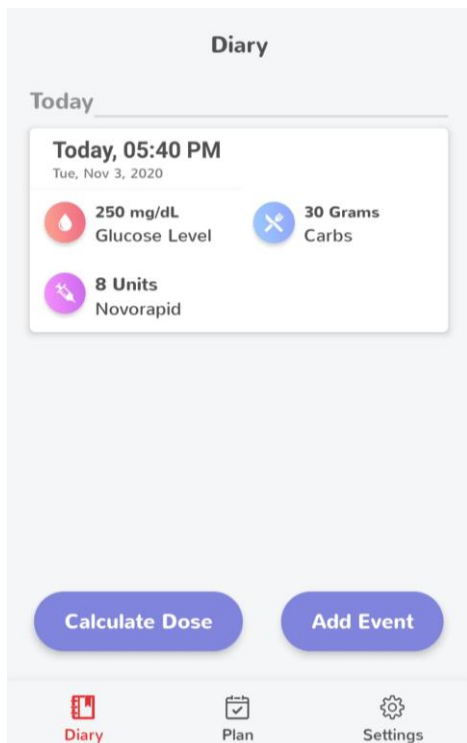 Diary
Today
Today, 05:40 PM
Tue, Nov 3, 2020
250 mg/dL
Glucose Level
30 Grams
Carbs
8 Units
Novorapid
Calculate Dose
Add Event
Diary
Plan
Settings